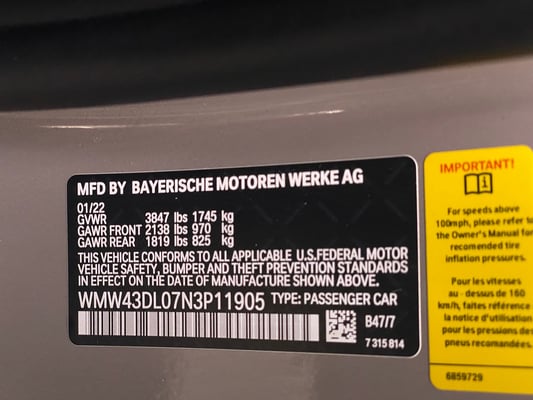 MFD BY BAYERISCHE MOTOREN WERKE AG
01/22
GVWR 3847 lbs 1745 kg
GAWR FRONT 2138 lbs 970 kg
GAWR REAR 1819 lbs 825 kg
THIS VEHICLE CONFORMS TO ALL APPLICABLE U.S.FEDERAL MOTOR
VEHICLE SAFETY, BUMPER AND THEFT PREVENTION STANDARDS
IN EFFECT ON THE DATE OF MANUFACTURE SHOWN ABOVE.
WMW43DL07N3P11905 TYPE: PASSENGER CAR
B47/7
7 315 814
IMPORTANT!
For speeds above
100mph, please refer to
the Owner's Manual for
recomended tire
inflation pressures.
Pour les vitesses
au - dessus de 160
km/h, faites référence à
la notice d'utilisation
pour les pressions des
pneus recomandées.
6859729